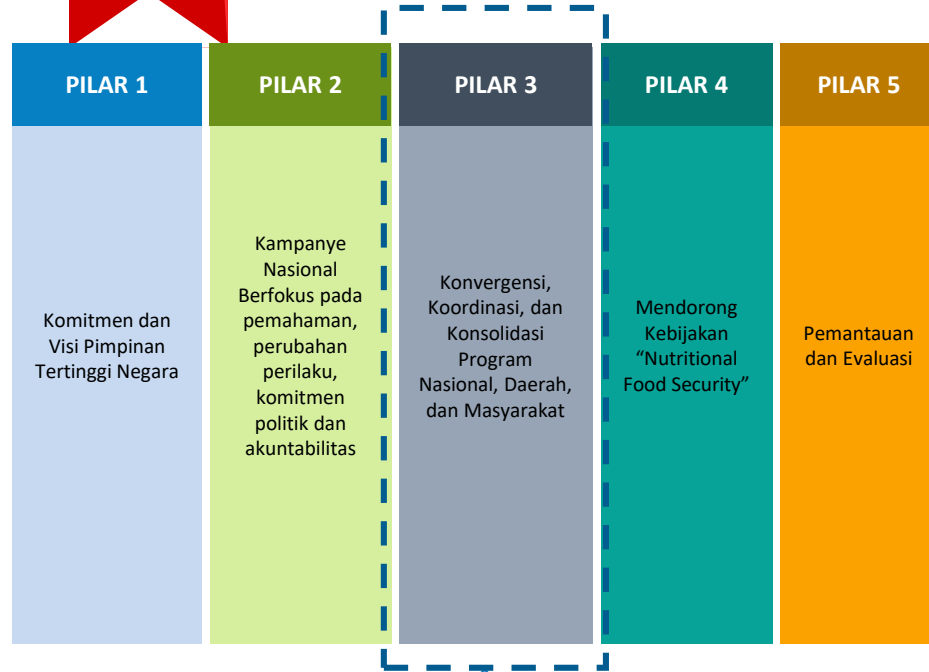 PILAR 1
Komitmen dan
Visi Pimpinan
Tertinggi Negara
PILAR 2
Kampanye
Nasional
Berfokus pada
pemahaman,
perubahan
perilaku,
komitmen
politik dan
akuntabilitas
PILAR 3
Konvergensi,
Koordinasi, dan
Konsolidasi
Program
Nasional, Daerah,
dan Masyarakat
PILAR 4
Mendorong
Kebijakan
“Nutritional
Food Security”
PILAR 5
Pemantauan
dan Evaluasi